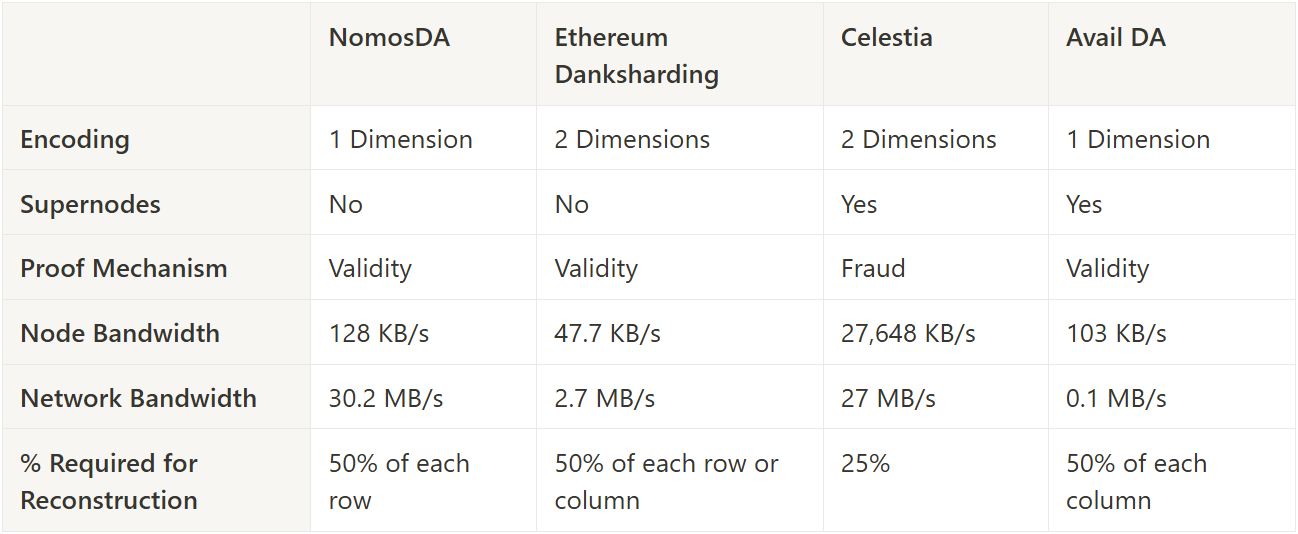 NomosDA Ethereum Danksharding Celestia Avail DA
Encoding 1 Dimension 2 Dimensions 2 Dimensions 1 Dimension
Supernodes No No Yes Yes
Proof Mechanism Validity Validity Fraud Validity
Node Bandwidth 128 KB/s 47.7 KB/s 27,648 KB/s 103 KB/s
Network Bandwidth 30.2 MB/s 2.7 MB/s 27 MB/s 0.1 MB/s
% Required for Reconstruction 50% of each row 50% of each row or column 25% 50% of each column